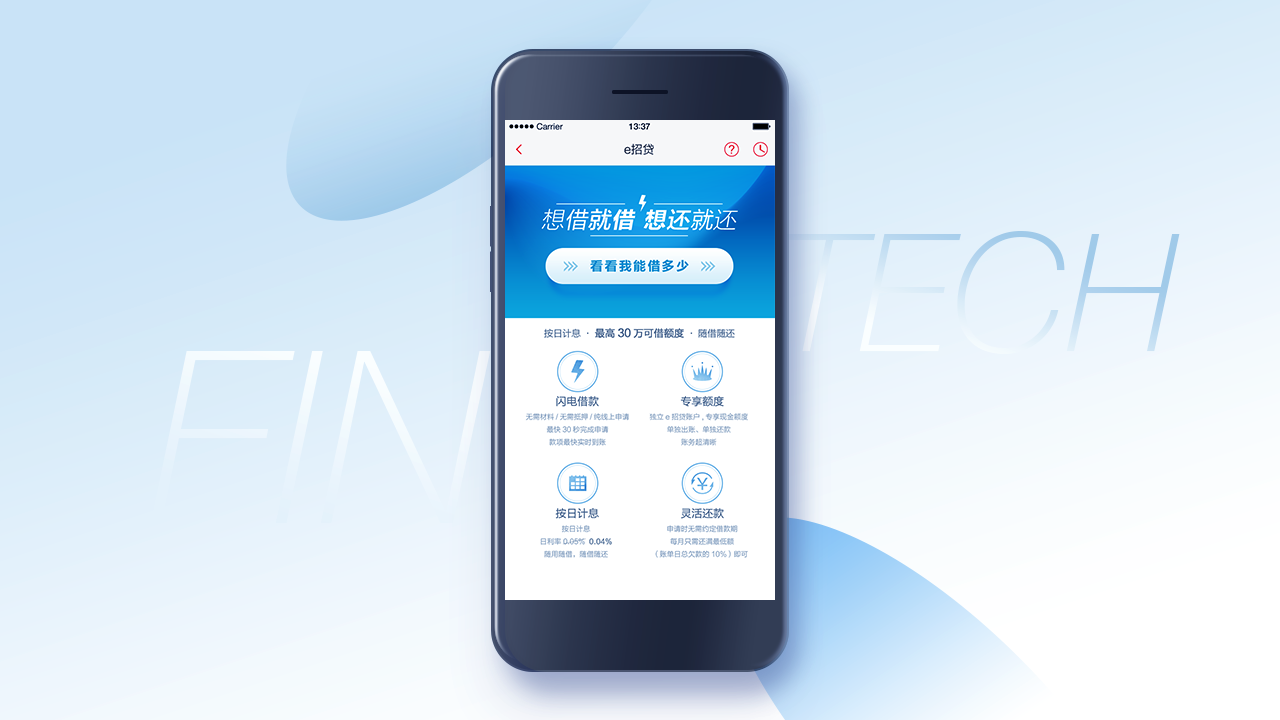 FINTECH
Carrier
13:37
e招贷
?
想借就借 想还就还
看看我能借多少
按日计息 · 最高 30 万可借额度 · 随借随还
闪电借款
无需材料 / 无需抵押 / 纯线上申请
最快 30 秒完成申请
款项最快实时到账
专享额度
独立 e 招贷账户 , 专享现金额度
单独出账、单独还款
账务超清晰
按日计息
按日计息
日利率 0.05% 0.04%
随用随借，随借随还
灵活还款
申请时无需约定借款期
每月只需还满最低额
（账单日总欠款的 10%）即可